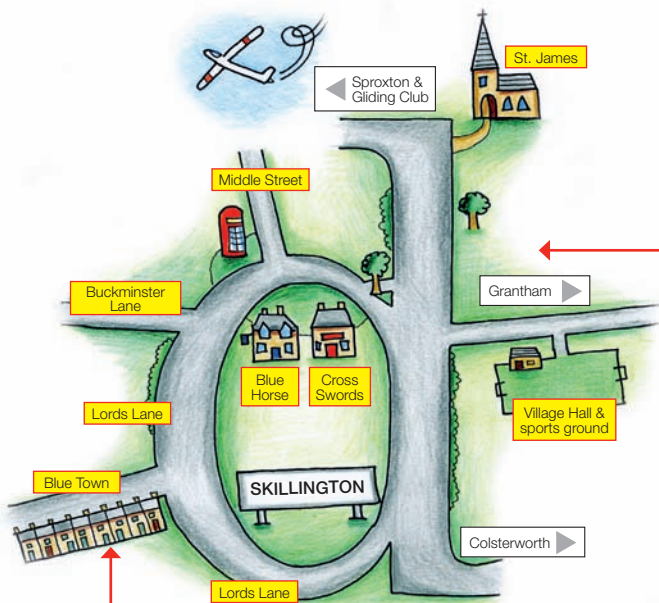 St. James
Sproxton &
Gliding Club
Middle Street
Buckminster
Lane
Grantham
Blue
Horse
Cross
Swords
Lords Lane
Village Hall &
sports ground
Blue Town
SKILLINGTON
Colsterworth
Lords Lane